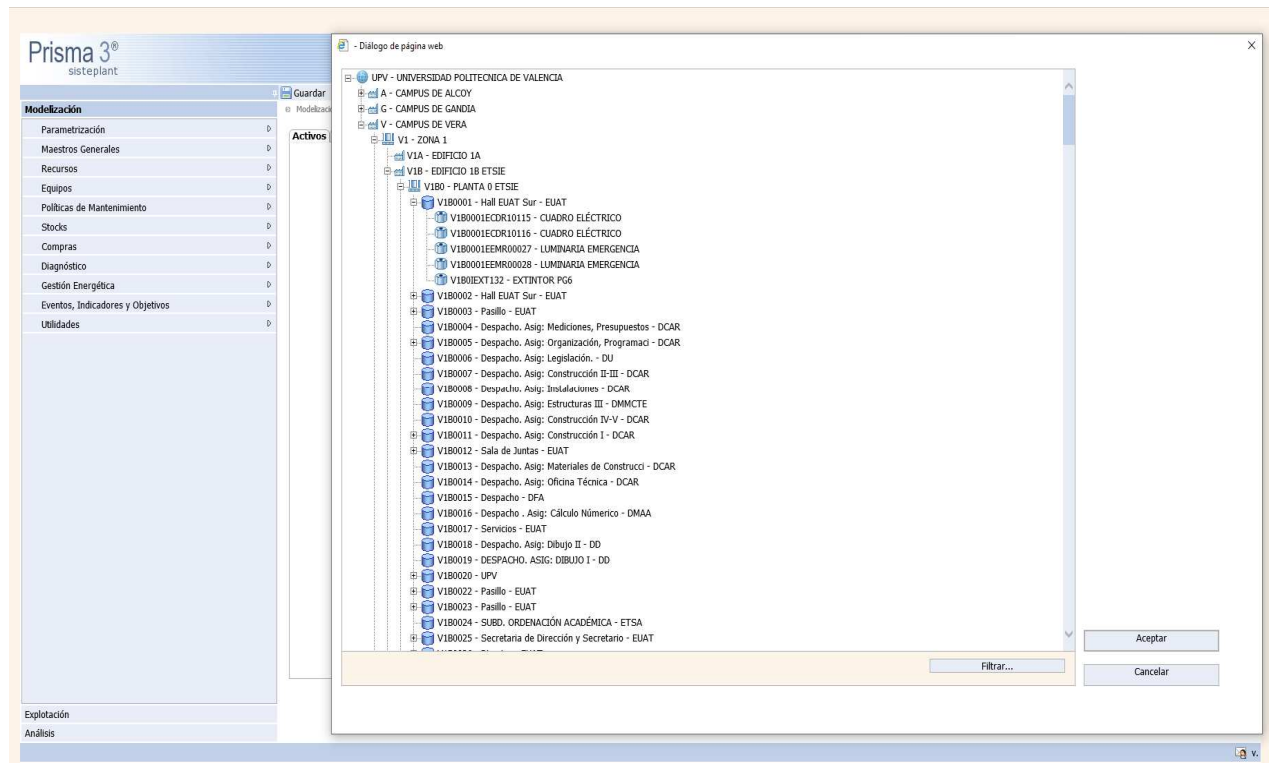 Prisma 3®
sisteplant
Modelización
Parametrización
Maestros Generales
Recursos
Equipos
Políticas de Mantenimiento
Stocks
Compras
Diagnóstico
Gestión Energética
Eventos, Indicadores y Objetivos
Utilidades
Explotación
Análisis
Guardar
Modelizaci
Activos
- Diálogo de página web
UPV - UNIVERSIDAD POLITECNICA DE VALENCIA
A - CAMPUS DE ALCOY
G - CAMPUS DE GANDIA
V - CAMPUS DE VERA
V1 - ZONA 1
V1A - EDIFICIO 1A
V1B - EDIFICIO 1B ETSIE
V1B0 - PLANTA 0 ETSIE
V1B0001 - Hall EUAT Sur - EUAT
V1B0001ECDR10115 - CUADRO ELÉCTRICO
V1B0001ECDR10116 - CUADRO ELÉCTRICO
V1B0001EEMR00027 - LUMINARIA EMERGENCIA
V1B0001EEMR00028 - LUMINARIA EMERGENCIA
V1B0IEXT132 - EXTINTOR PG6
V1B0002 - Hall EUAT Sur - EUAT
V1B0003 - Pasillo - EUAT
V1B0004 - Despacho. Asig: Mediciones, Presupuestos - DCAR
V1B0005 - Despacho. Asig: Organización, Programaci - DCAR
V1B0006 - Despacho. Asig: Legislación. - DU
V1B0007 - Despacho. Asig: Construcción II-III - DCAR
V1B0008 - Despacho. Asig: Instalaciones - DCAR
V1B0009 - Despacho. Asig: Estructuras III - DMMCTE
V1B0010 - Despacho. Asig: Construcción IV-V - DCAR
V1B0011 - Despacho. Asig: Construcción I - DCAR
V1B0012 - Sala de Juntas - EUAT
V1B0013 - Despacho. Asig: Materiales de Construcci - DCAR
V1B0014 - Despacho. Asig: Oficina Técnica - DCAR
V1B0015 - Despacho - DFA
V1B0016 - Despacho . Asig: Cálculo Númerico - DMAA
V1B0017 - Servicios - EUAT
V1B0018 - Despacho. Asig: Dibujo II - DD
V1B0019 - DESPACHO. ASIG: DIBUJO I - DD
V1B0020 - UPV
V1B0022 - Pasillo - EUAT
V1B0023 - Pasillo - EUAT
V1B0024 - SUBD. ORDENACIÓN ACADÉMICA - ETSA
V1B0025 - Secretaria de Dirección y Secretario - EUAT
Filtrar...
Aceptar
Cancelar
v.